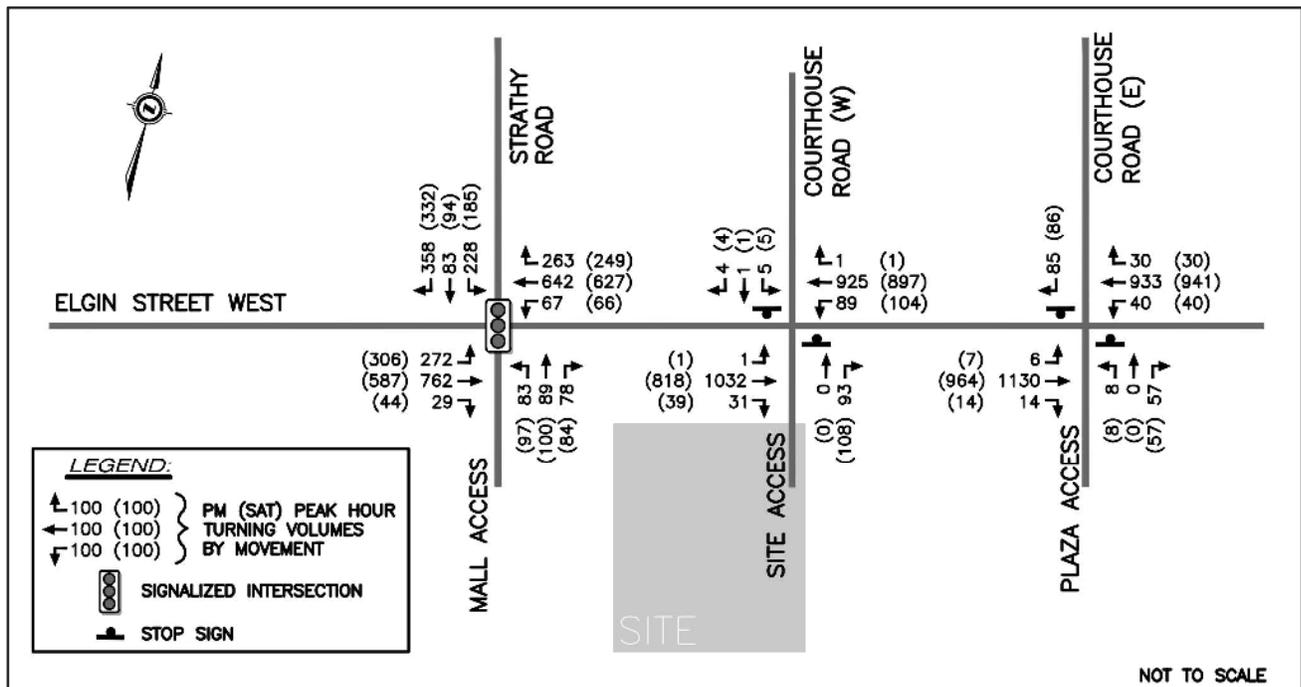 STRATHY
ROAD
COURTHOUSE
ROAD (W)
COURTHOUSE
ROAD (E)
358 (332)
83 (94)
228 (185)
263 (249)
642 (627)
67 (66)
4 (4)
1 (1)
5 (5)
1 (1)
925 (897)
89 (104)
85 (86)
30 (30)
933 (941)
40 (40)
ELGIN STREET WEST
(306) 272
(587) 762
(44) 29
(97) 83
(100) 89
(84) 78
(1) 1
(818) 1032
(39) 31
(0) 0
(108) 93
(7) 6
(964) 1130
(14) 14
(8) 8
(0) 0
(57) 57
MALL ACCESS
SITE ACCESS
PLAZA ACCESS
SITE
LEGEND:
100 (100)
100 (100)
100 (100)
PM (SAT) PEAK HOUR
TURNING VOLUMES
BY MOVEMENT
SIGNALIZED INTERSECTION
STOP SIGN
NOT TO SCALE
N